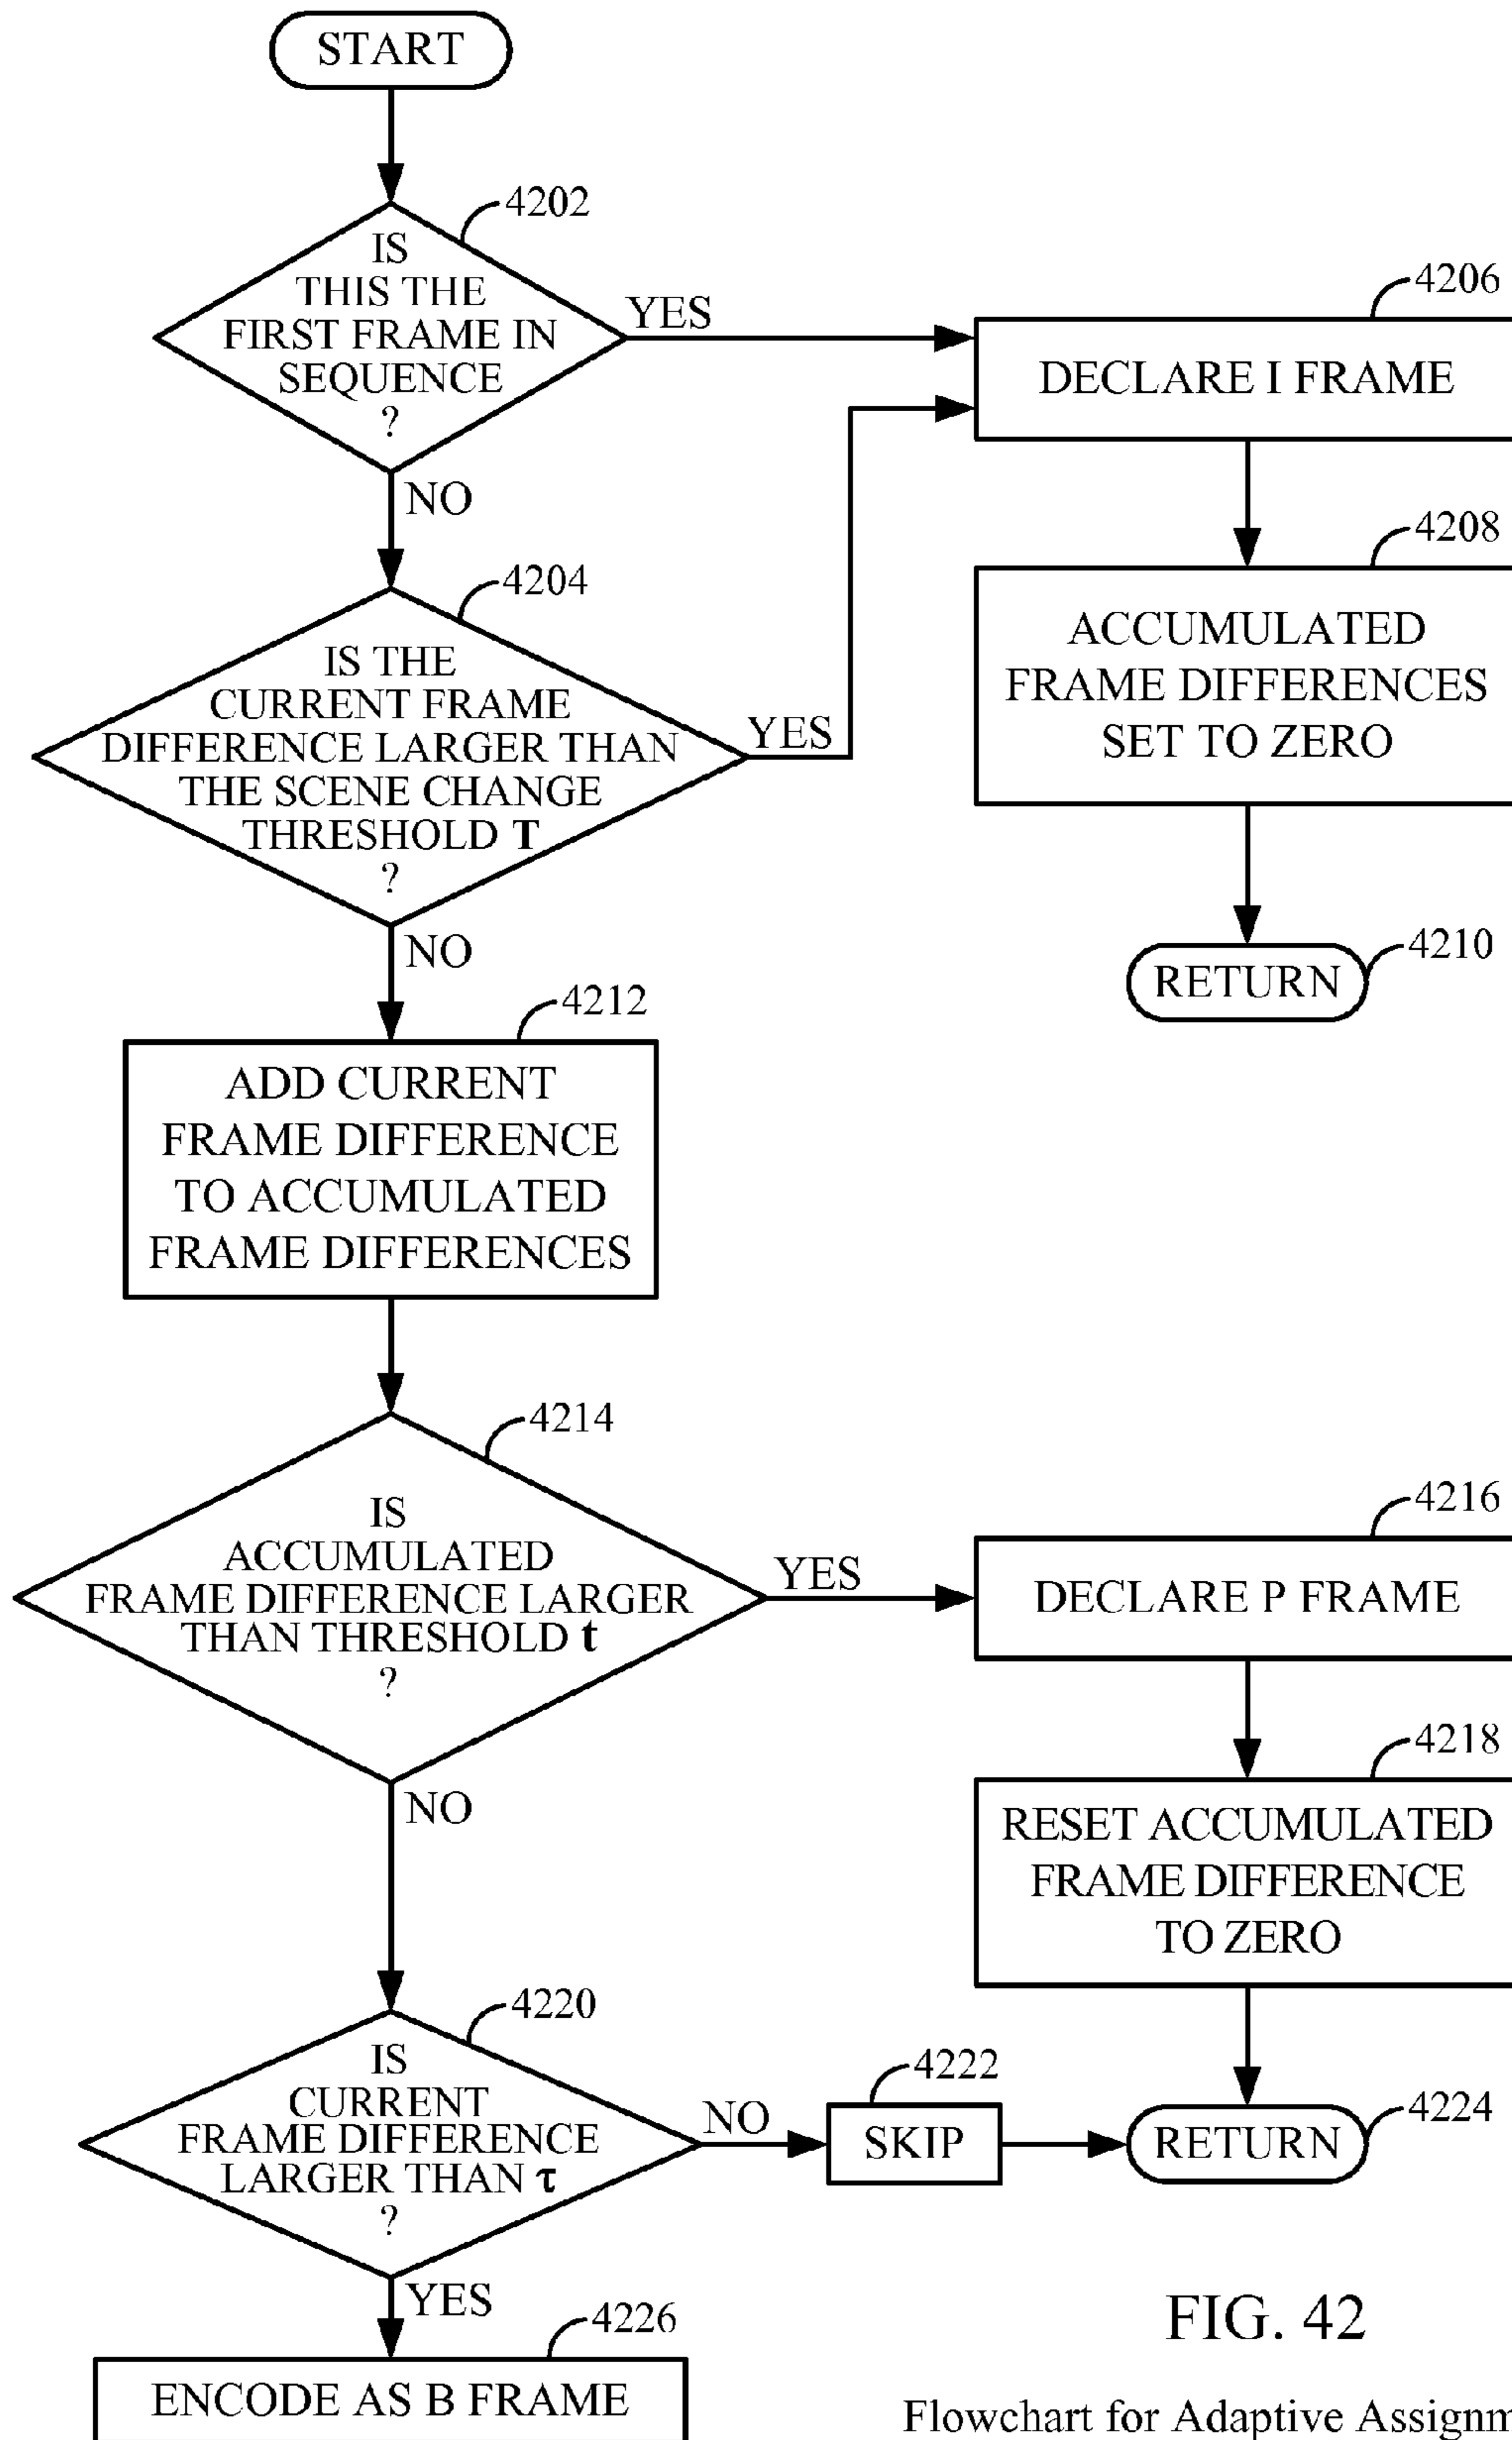 START
4202
IS
THIS THE
FIRST FRAME IN
SEQUENCE
?
YES
NO
4206
DECLARE I FRAME
4204
IS THE
CURRENT FRAME
DIFFERENCE LARGER THAN
THE SCENE CHANGE
THRESHOLD T
?
YES
NO
4208
ACCUMULATED
FRAME DIFFERENCES
SET TO ZERO
4210
RETURN
4212
ADD CURRENT
FRAME DIFFERENCE
TO ACCUMULATED
FRAME DIFFERENCES
4214
IS
ACCUMULATED
FRAME DIFFERENCE LARGER
THAN THRESHOLD t
?
YES
NO
4216
DECLARE P FRAME
4218
RESET ACCUMULATED
FRAME DIFFERENCE
TO ZERO
4220
IS
CURRENT
FRAME DIFFERENCE
LARGER THAN τ
?
NO
YES
4222
SKIP
4224
RETURN
4226
ENCODE AS B FRAME
FIG. 42
Flowchart for Adaptive